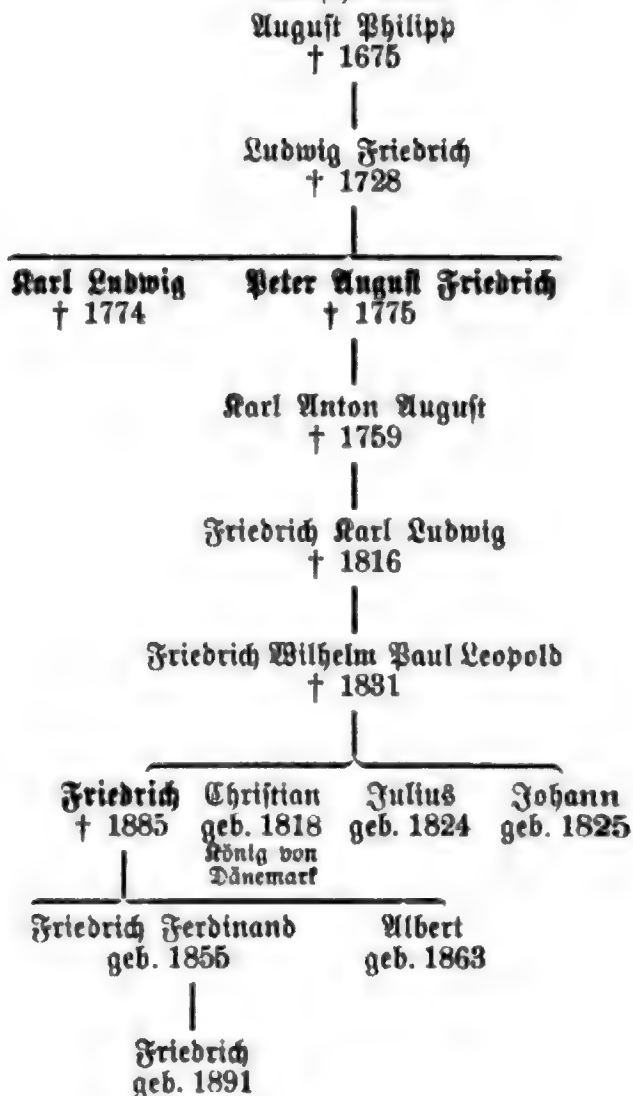 August Philipp
† 1675
Ludwig Friedrich
† 1728
Karl Ludwig Peter August Friedrich
† 1774 † 1775
Karl Anton August
† 1759
Friedrich Karl Ludwig
† 1816
Friedrich Wilhelm Paul Leopold
† 1831
Friedrich Christian Julius Johann
† 1885 geb. 1818 geb. 1824 geb. 1825
König von
Dänemark
Friedrich Ferdinand Albert
geb. 1855 geb. 1863
Friedrich
geb. 1891